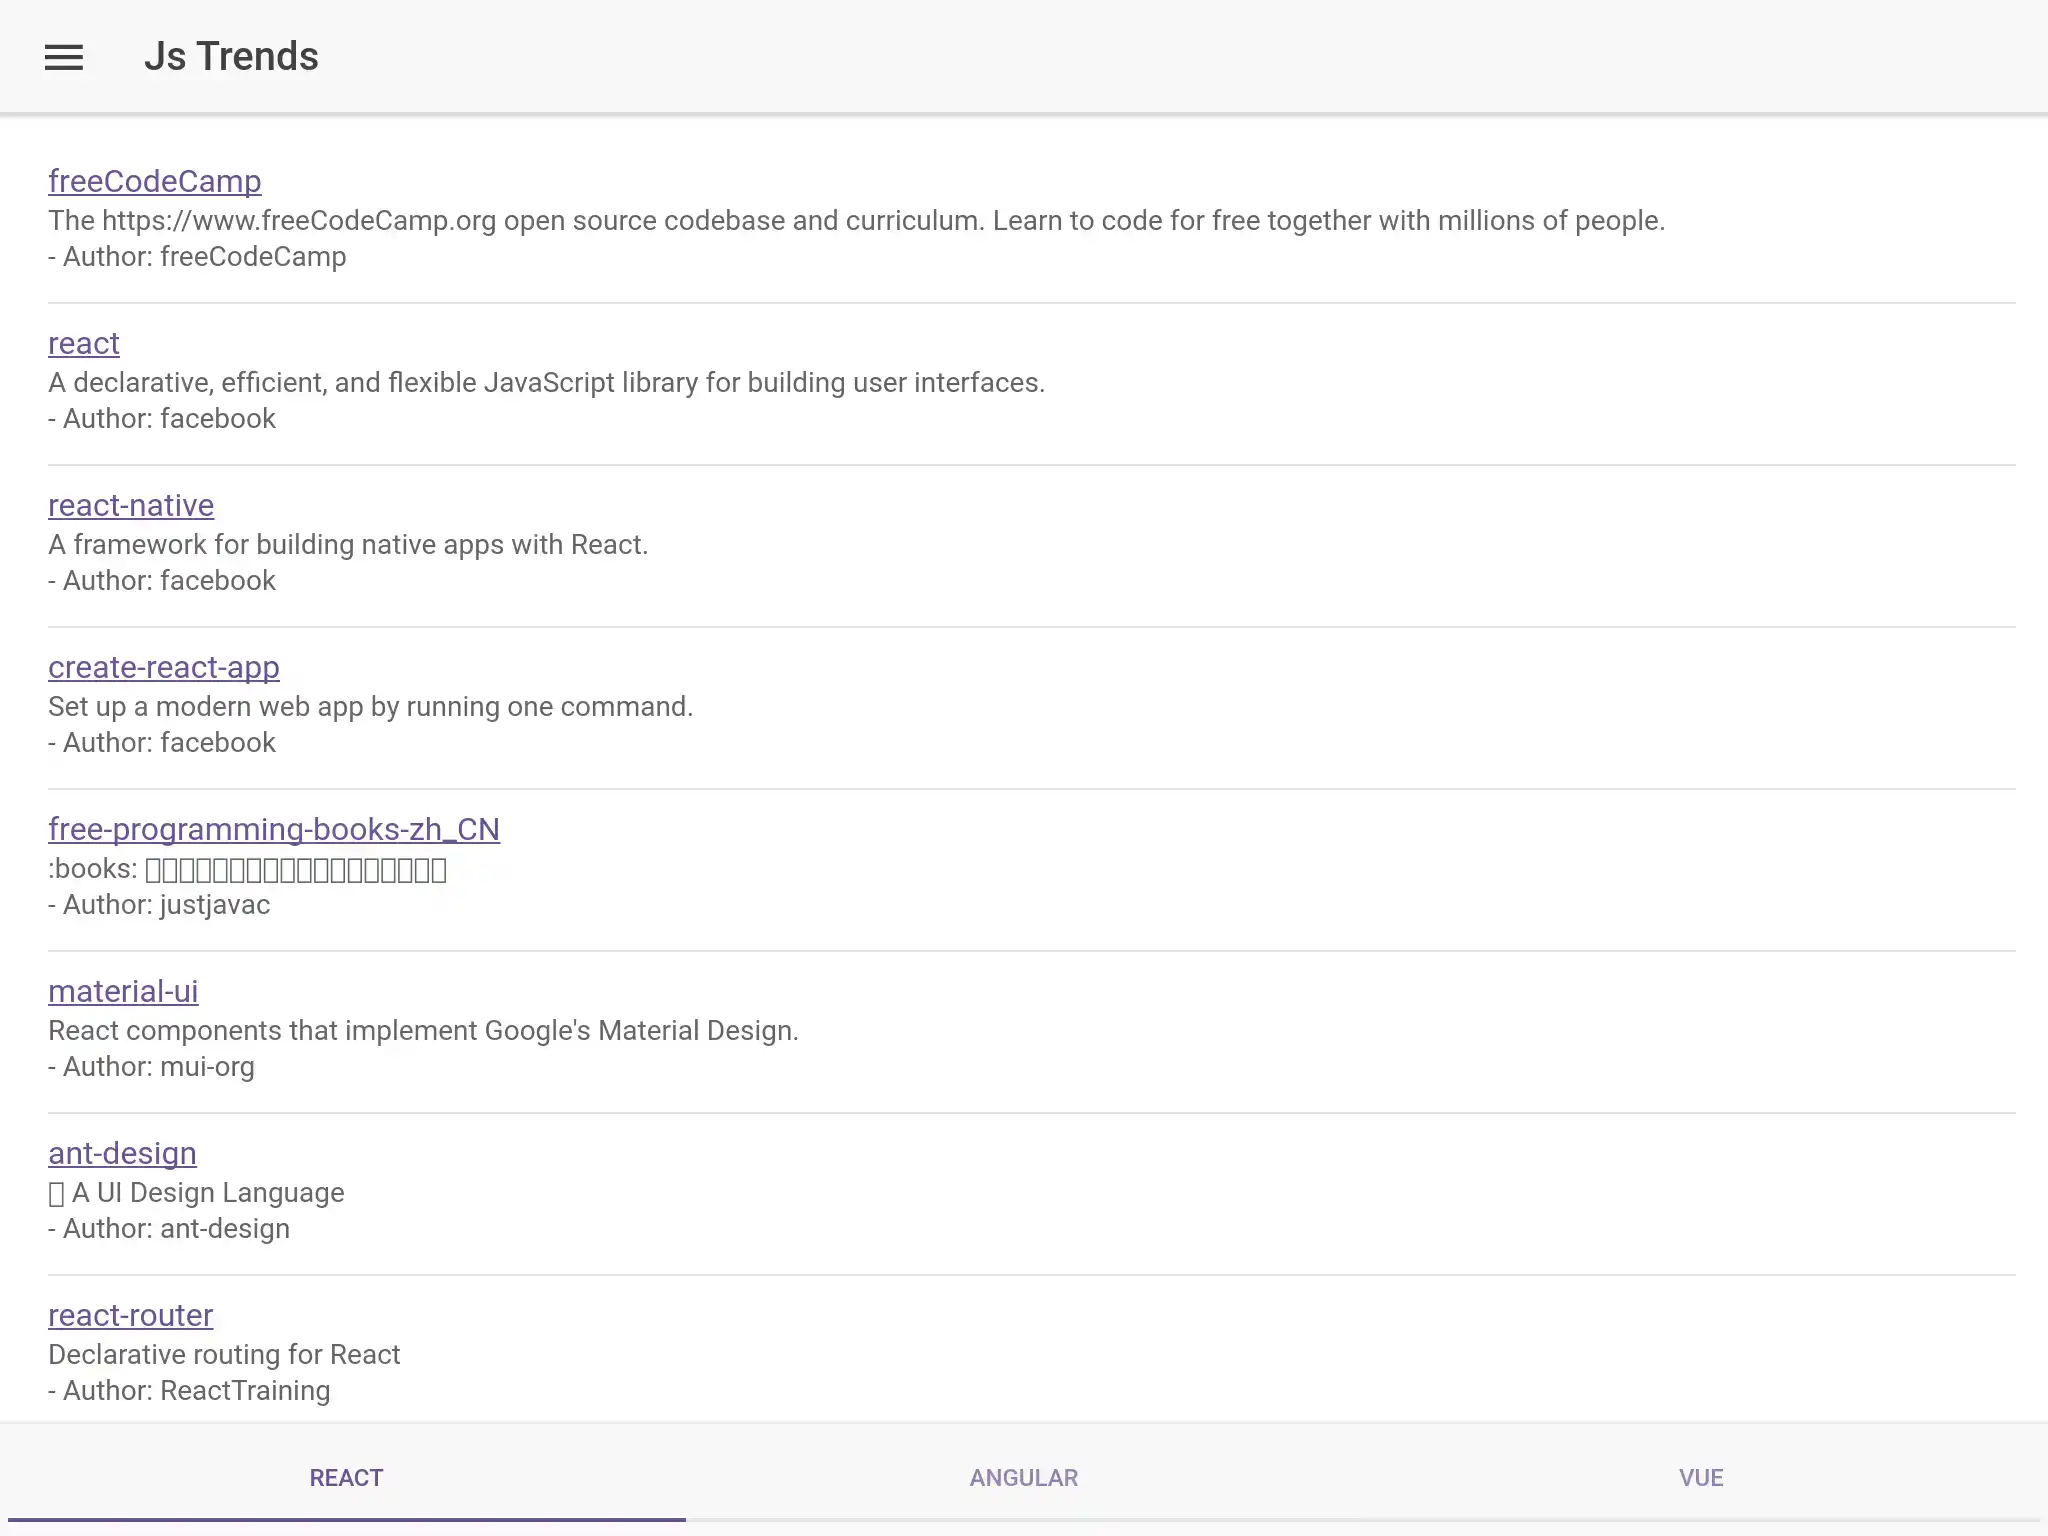 Js Trends
freeCodeCamp
The https://www.freeCodeCamp.org open source codebase and curriculum. Learn to code for free together with millions of people.
- Author: freeCodeCamp
react
A declarative, efficient, and flexible JavaScript library for building user interfaces.
- Author: facebook
react-native
A framework for building native apps with React.
- Author: facebook
create-react-app
Set up a modern web app by running one command.
- Author: facebook
free-programming-books-zh_CN
:books:
- Author: justjavac
material-ui
React components that implement Google's Material Design.
- Author: mui-org
ant-design
A UI Design Language
- Author: ant-design
react-router
Declarative routing for React
- Author: ReactTraining
REACT
ANGULAR
VUE